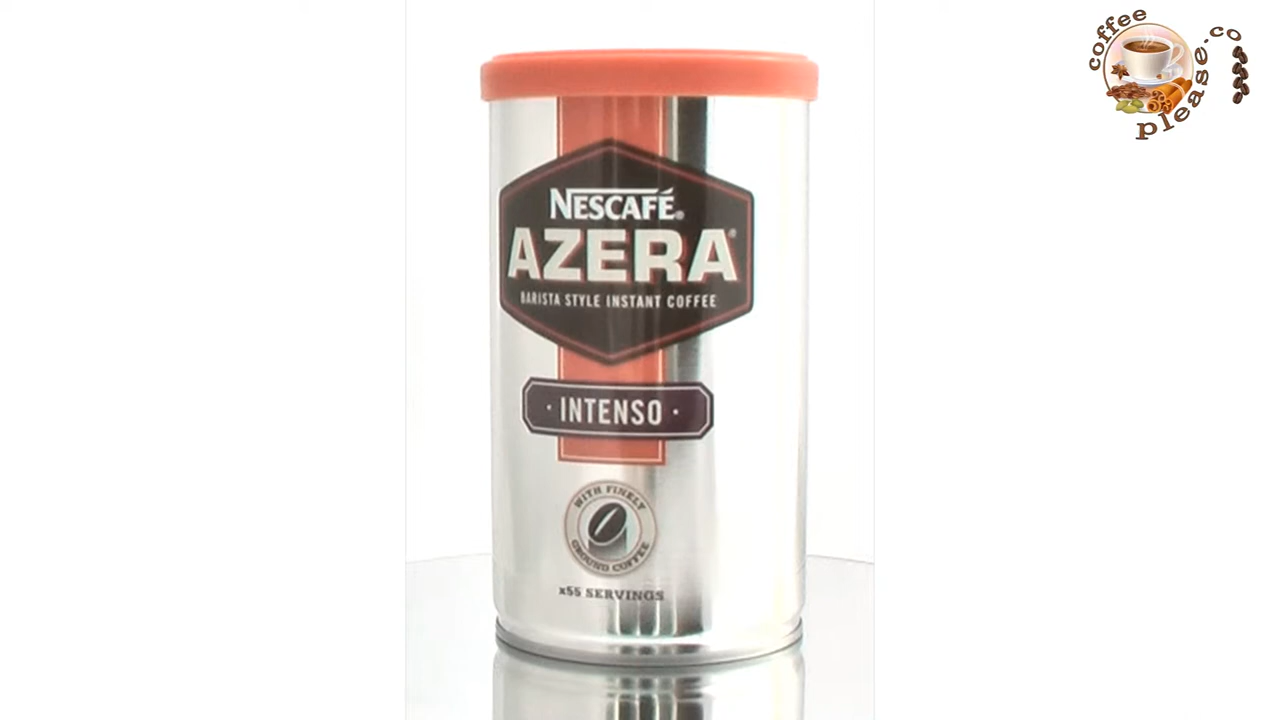 coffee
please.co
NESCAFÉ®
AZERA®
BARISTA STYLE INSTANT COFFEE
· INTENSO ·
WITH FINELY
GROUND COFFEE
x55 SERVINGS